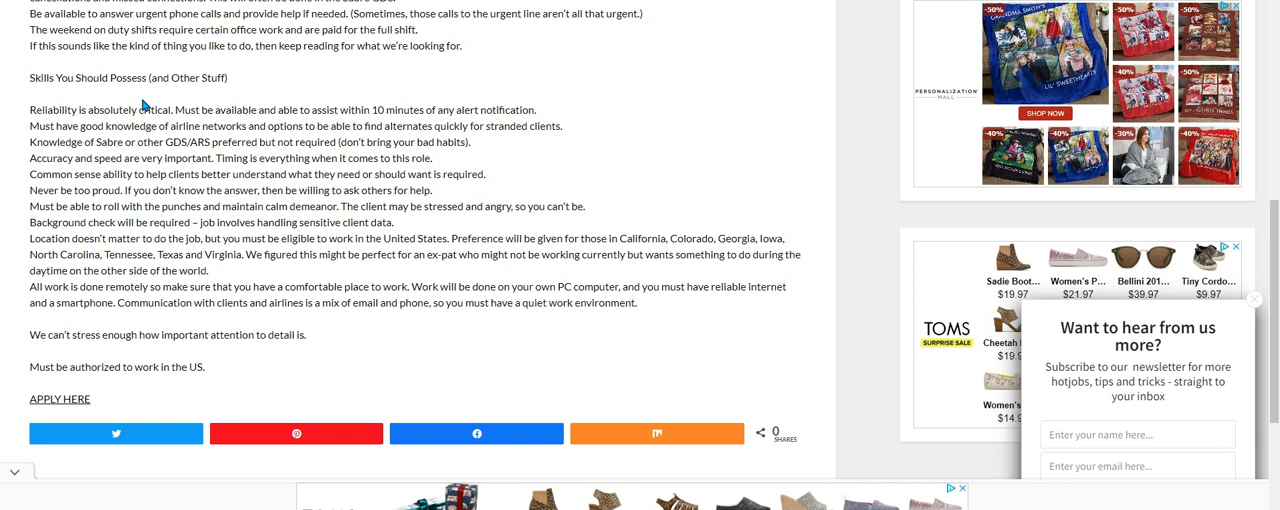 Be available to answer urgent phone calls and provide help if needed. (Sometimes, those calls to the urgent line aren't all that urgent.)
The weekend on duty shifts require certain office work and are paid for the full shift.
If this sounds like the kind of thing you like to do, then keep reading for what we're looking for.
Skills You Should Possess (and Other Stuff)
Reliability is absolutely critical. Must be available and able to assist within 10 minutes of any alert notification.
Must have good knowledge of airline networks and options to be able to find alternates quickly for stranded clients.
Knowledge of Sabre or other GDS/ARS preferred but not required (don't bring your bad habits).
Accuracy and speed are very important. Timing is everything when it comes to this role.
Common sense ability to help clients better understand what they need or should want is required.
Never be too proud. If you don't know the answer, then be willing to ask others for help.
Must be able to roll with the punches and maintain calm demeanor. The client may be stressed and angry, so you can't be.
Background check will be required – job involves handling sensitive client data.
Location doesn't matter to do the job, but you must be eligible to work in the United States. Preference will be given for those in California, Colorado, Georgia, Iowa,
North Carolina, Tennessee, Texas and Virginia. We figured this might be perfect for an ex-pat who might not be working currently but wants something to do during the
daytime on the other side of the world.
All work is done remotely so make sure that you have a comfortable place to work. Work will be done on your own PC computer, and you must have reliable internet
and a smartphone. Communication with clients and airlines is a mix of email and phone, so you must have a quiet work environment.
We can't stress enough how important attention to detail is.
Must be authorized to work in the US.
APPLY HERE
0
SHARES
-50%
GRANDMA SMITH'S
LIL' SWEETHEARTS
-50%
-50%
-40%
-50%
PERSONALIZATION
MALL
SHOP NOW
-40%
-40%
-30%
-40%
TOMS
SURPRISE SALE
Sadie Boot...
$19.97
Women's P...
$21.97
Bellini 201...
$39.97
Tiny Cordo...
$9.97
Cheetah
$19.9
Women's
$14.9
Want to hear from us
more?
Subscribe to our newsletter for more
hotjobs, tips and tricks - straight to
your inbox
Enter your name here...
Enter your email here...